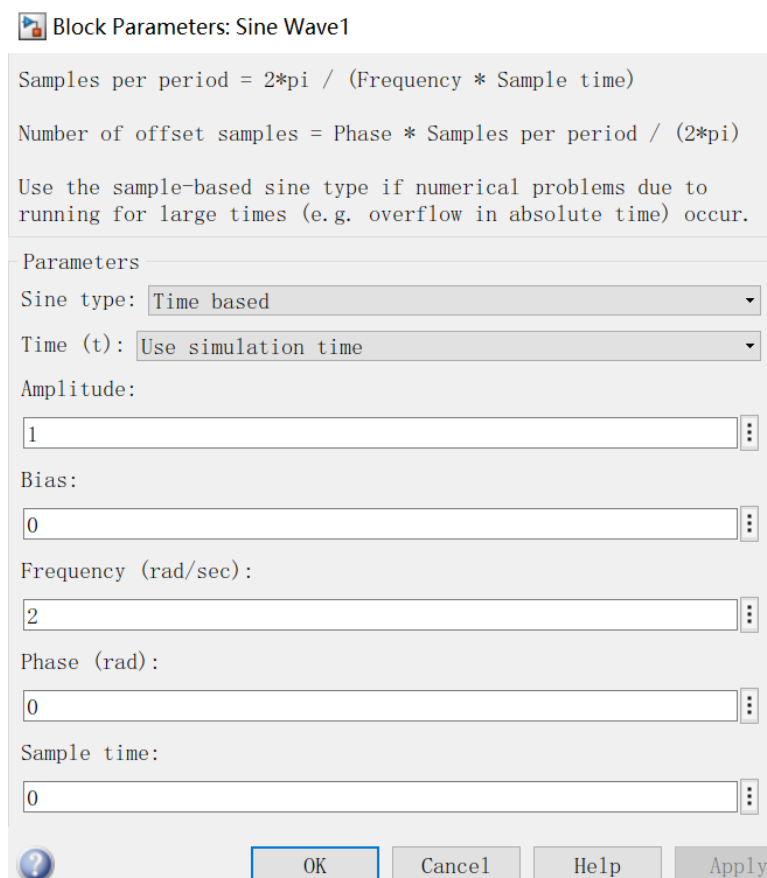 Block Parameters: Sine Wave1
Samples per period = 2*pi / (Frequency * Sample time)
Number of offset samples = Phase * Samples per period / (2*pi)
Use the sample-based sine type if numerical problems due to
running for large times (e.g. overflow in absolute time) occur.
Parameters
Sine type: Time based
Time (t): Use simulation time
Amplitude:
1
Bias:
0
Frequency (rad/sec):
2
Phase (rad):
0
Sample time:
0
? OK Cancel Help Apply